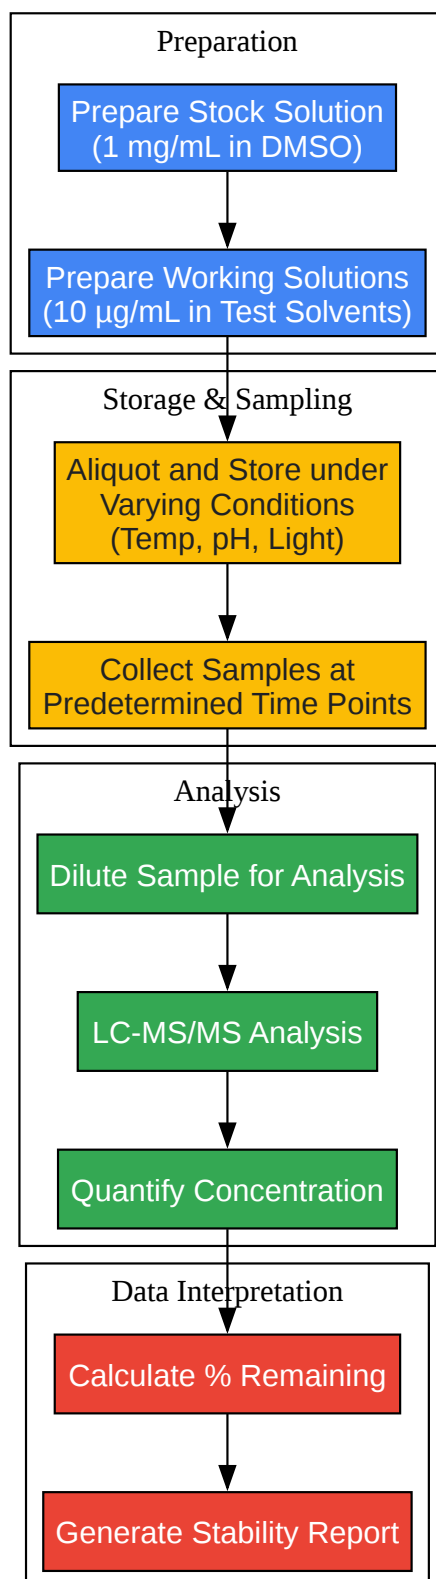 Preparation
Prepare Stock Solution
(1 mg/mL in DMSO)
Prepare Working Solutions
(10 µg/mL in Test Solvents)
Storage & Sampling
Aliquot and Store under
Varying Conditions
(Temp, pH, Light)
Collect Samples at
Predetermined Time Points
Analysis
Dilute Sample for Analysis
LC-MS/MS Analysis
Quantify Concentration
Data Interpretation
Calculate % Remaining
Generate Stability Report